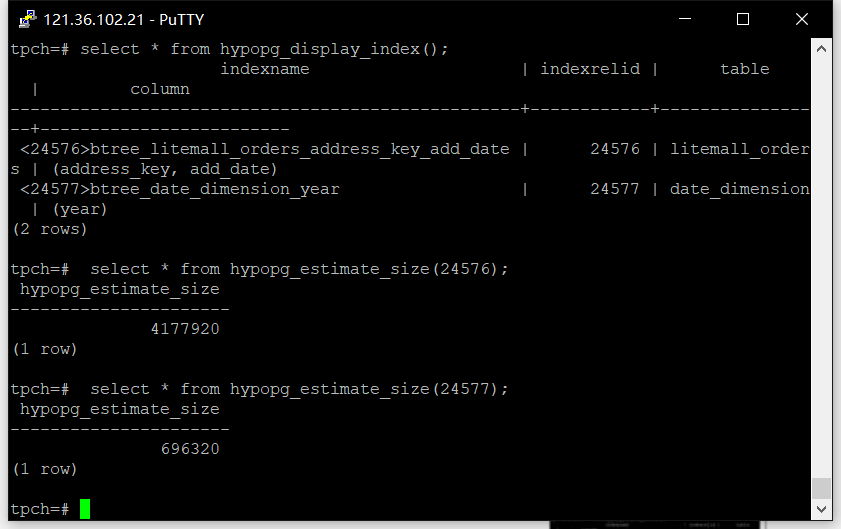 121.36.102.21 - PuTTY
tpch=# select * from hypopg_display_index();
                     indexname                     | indexrelid |      table
  |         column
---------------------------------------------------+------------+---------------
--+-------------------------
 <24576>btree_litemall_orders_address_key_add_date |      24576 | litemall_order
s | (address_key, add_date)
 <24577>btree_date_dimension_year                  |      24577 | date_dimension
  | (year)
(2 rows)
tpch=#  select * from hypopg_estimate_size(24576);
 hypopg_estimate_size
----------------------
              4177920
(1 row)
tpch=#  select * from hypopg_estimate_size(24577);
 hypopg_estimate_size
----------------------
               696320
(1 row)
tpch=#